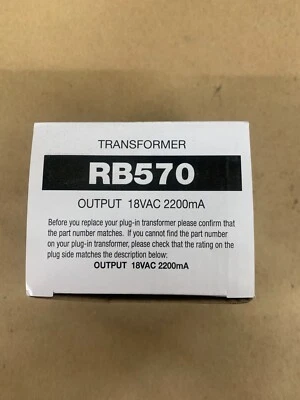 TRANSFORMER
RB570
OUTPUT 18VAC 2200mA
Before you replace your plug-in transformer please confirm that
the part number matches. If you cannot find the part number
on your plug-in transformer, please check that the rating on the
plug side matches the description below:
OUTPUT 18VAC 2200mA